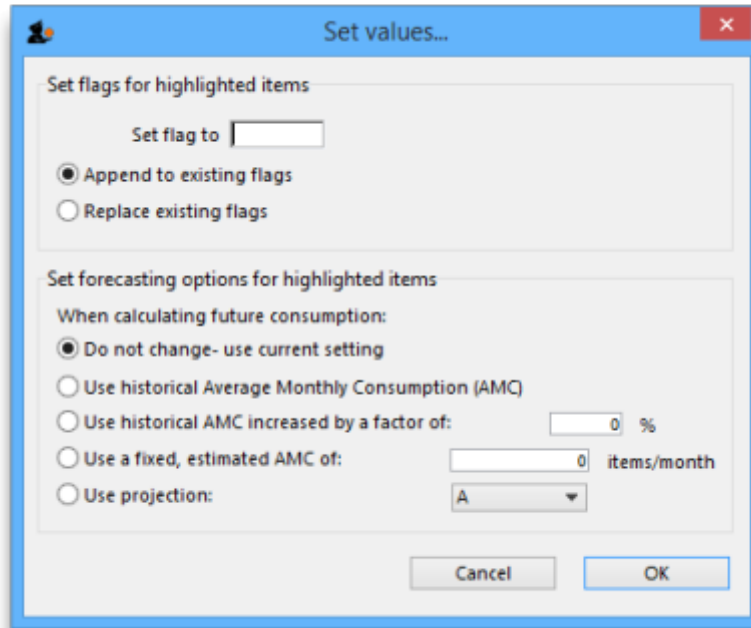 Set values...
Set flags for highlighted items
Set flag to
Append to existing flags
Replace existing flags
Set forecasting options for highlighted items
When calculating future consumption:
Do not change- use current setting
Use historical Average Monthly Consumption (AMC)
Use historical AMC increased by a factor of: 0 %
Use a fixed, estimated AMC of: 0 items/month
Use projection: A
Cancel OK